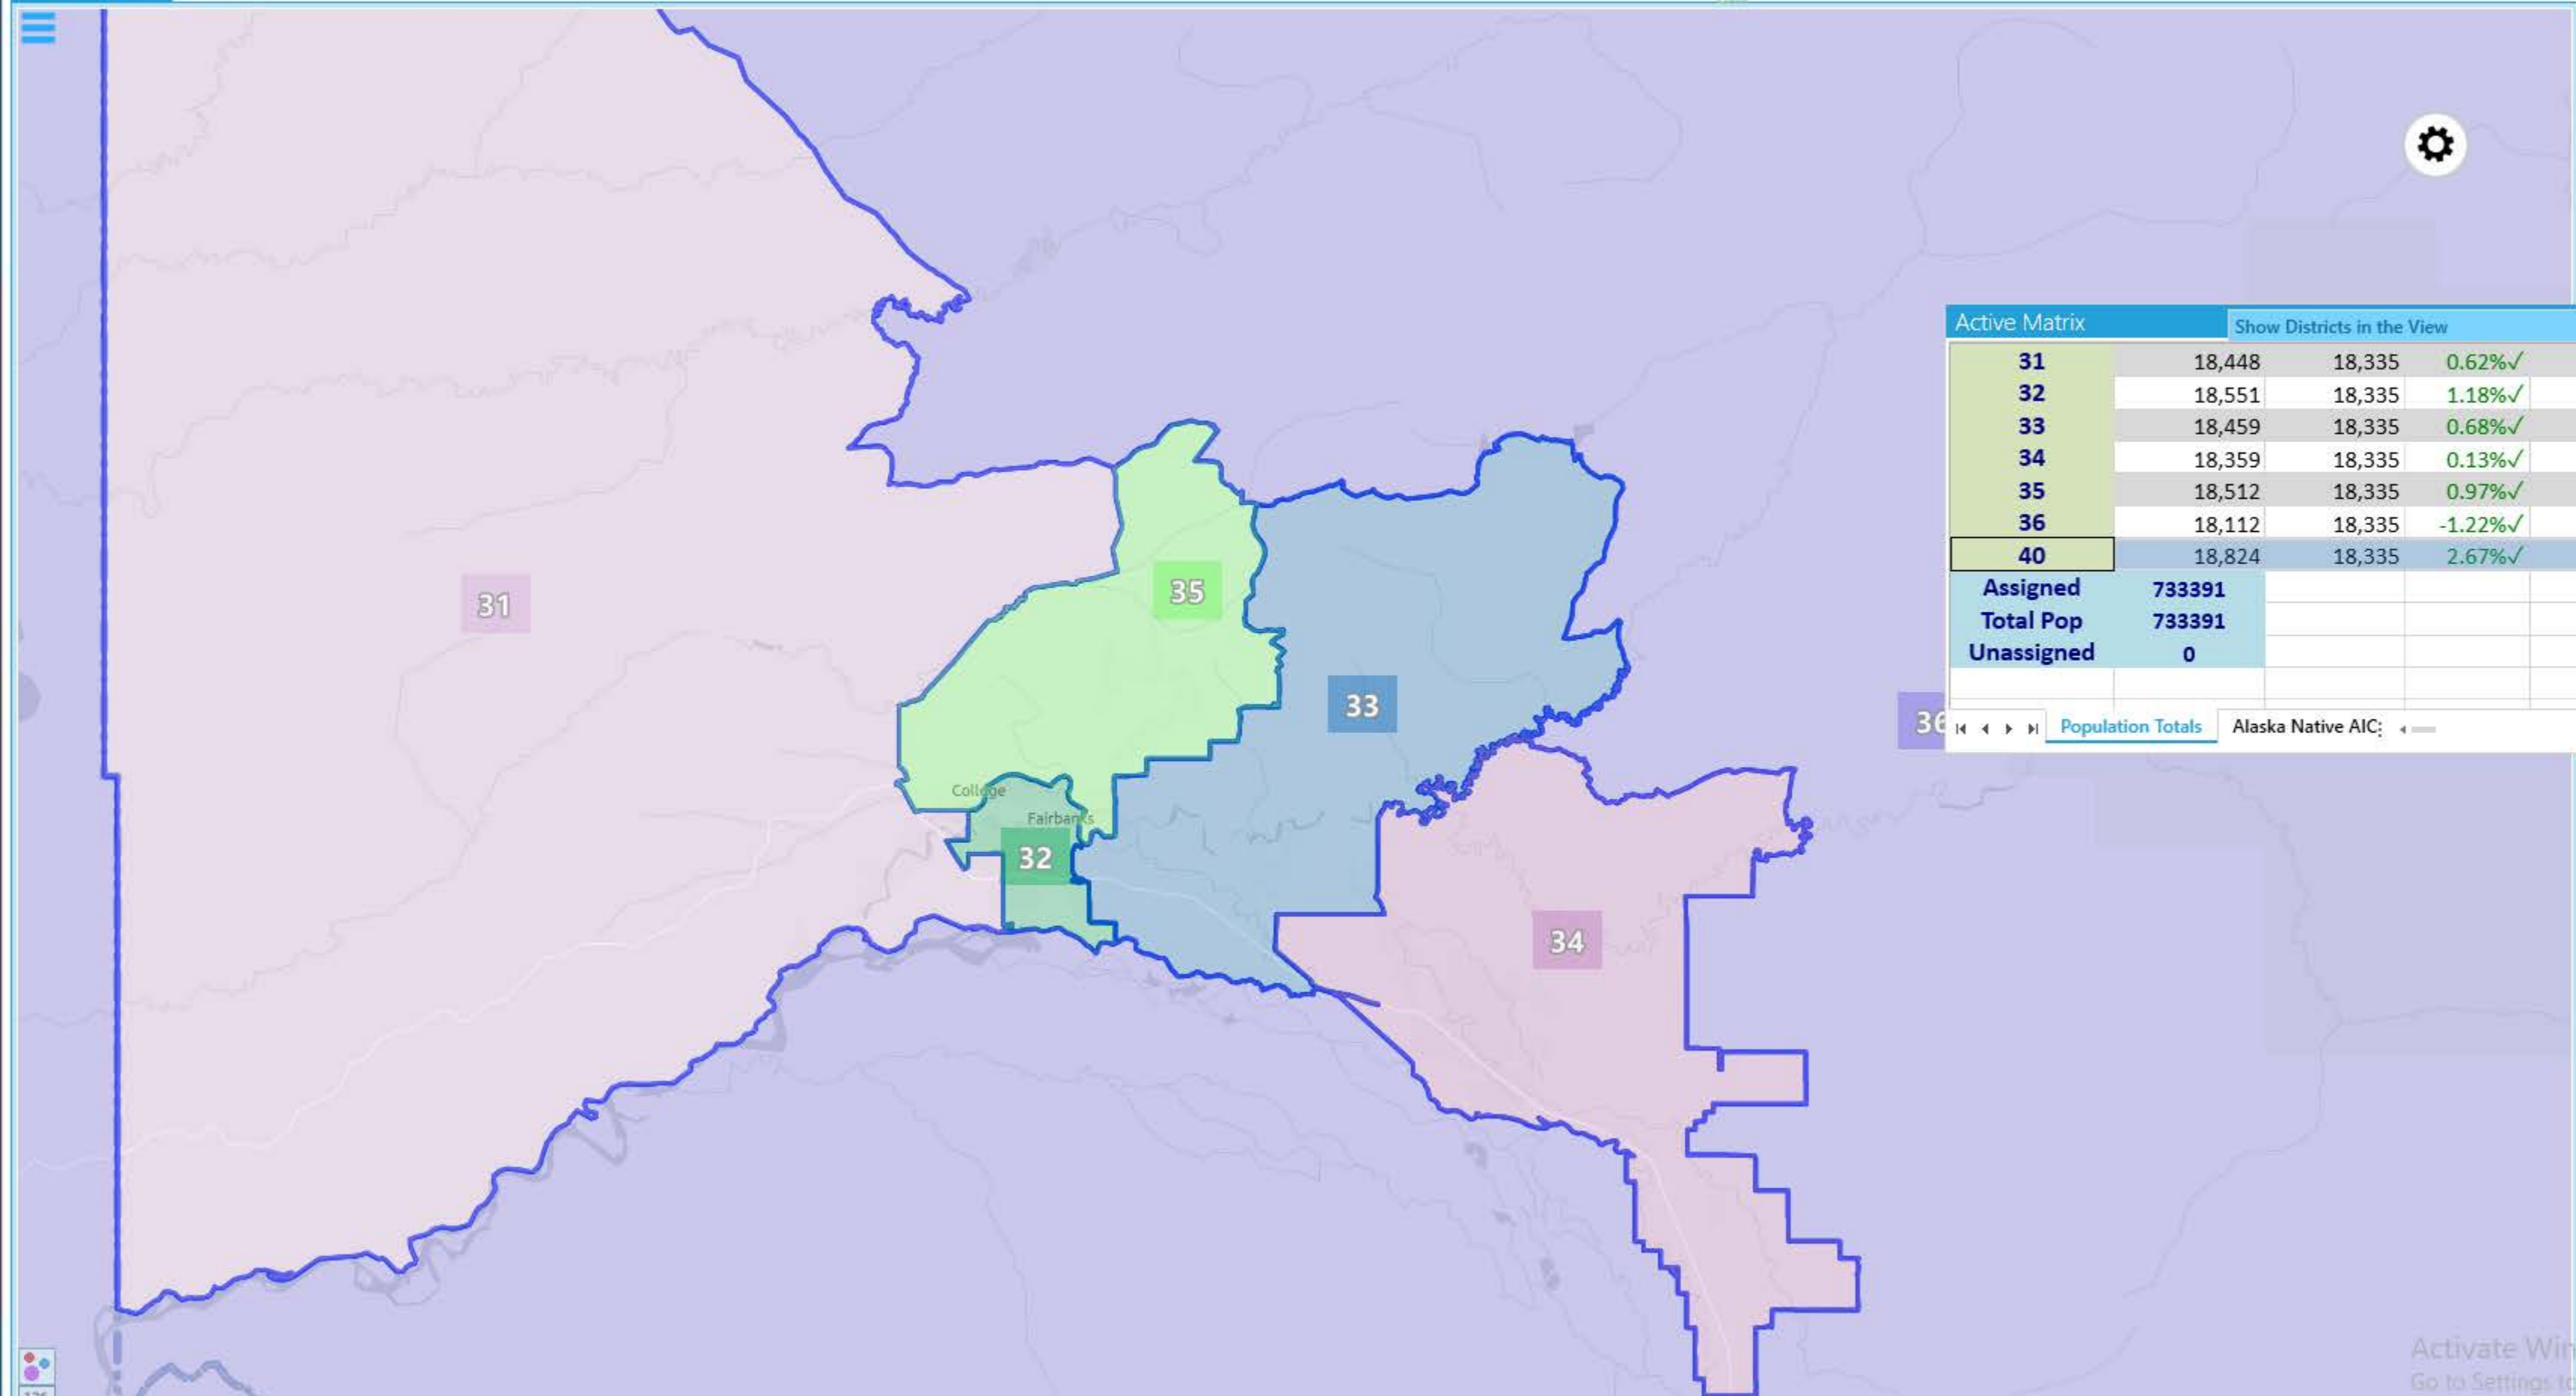 Active Matrix Show Districts in the View
31 18,448 18,335 0.62%✓
32 18,551 18,335 1.18%✓
33 18,459 18,335 0.68%✓
34 18,359 18,335 0.13%✓
35 18,512 18,335 0.97%✓
36 18,112 18,335 -1.22%✓
40 18,824 18,335 2.67%✓
Assigned 733391
Total Pop 733391
Unassigned 0
Population Totals Alaska Native AIC
35
31
33
36
College
Fairbanks
32
34
Activate Win
Go to Settings to